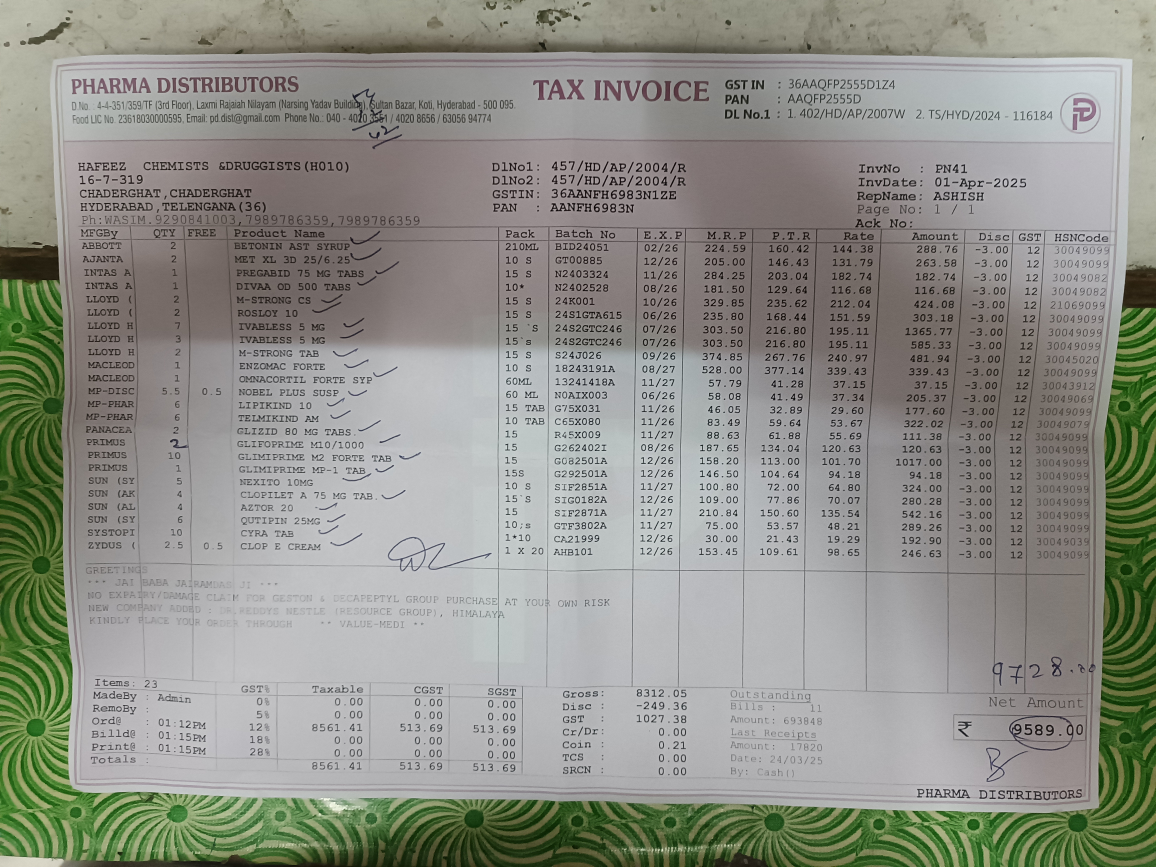 PHARMA DISTRIBUTORS
D.No. : 4-4-351/359/TF (3rd Floor), Laxmi Rajaiah Nilayam (Narsing Yadav Building), Sultan Bazar, Koti, Hyderabad - 500 095.
Food LIC No. 23618030000595, Email: pd.dist@gmail.com Phone No.: 040 - 4020 / 4020 8656 / 63056 94774
TAX INVOICE
GST IN : 36AAQFP2555D1Z4
PAN : AAQFP2555D
DL No.1 : 1. 402/HD/AP/2007W 2. TS/HYD/2024 - 116184
HAFEEZ CHEMISTS &DRUGGISTS(H010)
16-7-319
CHADERGHAT,CHADERGHAT
HYDERABAD,TELENGANA(36)
Ph:WASIM.9290841003,7989786359,7989786359
DlNo1: 457/HD/AP/2004/R
DlNo2: 457/HD/AP/2004/R
GSTIN: 36AANFH6983N1ZE
PAN : AANFH6983N
InvNo : PN41
InvDate: 01-Apr-2025
RepName: ASHISH
Page No: 1 / 1
Ack No:
MFGBy QTY FREE Product Name Pack Batch No E.X.P M.R.P P.T.R Rate Amount Disc GST HSNCode
ABBOTT 2 BETONIN AST SYRUP 210ML BID24051 02/26 224.59 160.42 144.38 288.76 -3.00 12 30049099
AJANTA 2 MET XL 3D 25/6.25 10 S GT00885 12/26 205.00 146.43 131.79 263.58 -3.00 12 30049099
INTAS A 1 PREGABID 75 MG TABS 15 S N2403324 11/26 284.25 203.04 182.74 182.74 -3.00 12 30049082
INTAS A 1 DIVAA OD 500 TABS 10* N2402528 08/26 181.50 129.64 116.68 116.68 -3.00 12 30049082
LLOYD ( 2 M-STRONG CS 15 S 24K001 10/26 329.85 235.62 212.04 424.08 -3.00 12 21069099
LLOYD ( 2 ROSLOY 10 15 S 24S1GTA615 06/26 235.80 168.44 151.59 303.18 -3.00 12 30049099
LLOYD H 7 IVABLESS 5 MG 15 `S 24S2GTC246 07/26 303.50 216.80 195.11 1365.77 -3.00 12 30049099
LLOYD H 3 IVABLESS 5 MG 15`s 24S2GTC246 07/26 303.50 216.80 195.11 585.33 -3.00 12 30049099
LLOYD H 2 M-STRONG TAB 15 S S24J026 09/26 374.85 267.76 240.97 481.94 -3.00 12 30045020
MACLEOD 1 ENZOMAC FORTE 10 S 18243191A 08/27 528.00 377.14 339.43 339.43 -3.00 12 30049099
MACLEOD 1 OMNACORTIL FORTE SYP 60ML 13241418A 11/27 57.79 41.28 37.15 37.15 -3.00 12 30043912
MP-DISC 5.5 0.5 NOBEL PLUS SUSP 60 ML N0AIX003 06/26 58.08 41.49 37.34 205.37 -3.00 12 30049069
MP-PHAR 6 LIPIKIND 10 15 TAB G75X031 11/26 46.05 32.89 29.60 177.60 -3.00 12 30049099
MP-PHAR 6 TELMIKIND AM 10 TAB C65X080 11/26 83.49 59.64 53.67 322.02 -3.00 12 30049079
PANACEA 2 GLIZID 80 MG TABS. 15 R45X009 11/27 88.63 61.88 55.69 111.38 -3.00 12 30049099
PRIMUS 2 GLIFOPRIME M10/1000 15 G262402I 08/26 187.65 134.04 120.63 120.63 -3.00 12 30049099
PRIMUS 10 GLIMIPRIME M2 FORTE TAB 15 G082501A 12/26 158.20 113.00 101.70 1017.00 -3.00 12 30049099
PRIMUS 1 GLIMIPRIME MP-1 TAB 15S G292501A 12/26 146.50 104.64 94.18 94.18 -3.00 12 30049099
SUN (SY 5 NEXITO 10MG 10 S SIF2851A 11/27 100.80 72.00 64.80 324.00 -3.00 12 30049099
SUN (AK 4 CLOPILET A 75 MG TAB. 15`S SIG0182A 12/26 109.00 77.86 70.07 280.28 -3.00 12 30049099
SUN (AL 4 AZTOR 20 15 SIF2871A 11/27 210.84 150.60 135.54 542.16 -3.00 12 30049099
SUN (SY 6 QUTIPIN 25MG 10;s GTF3802A 11/27 75.00 53.57 48.21 289.26 -3.00 12 30049099
SYSTOPI 10 CYRA TAB 1*10 CA21999 12/26 30.00 21.43 19.29 192.90 -3.00 12 30049039
ZYDUS ( 2.5 0.5 CLOP E CREAM 1 X 20 AHB101 12/26 153.45 109.61 98.65 246.63 -3.00 12 30049099
GREETINGS
*** JAI BABA JAIRAMDAS JI ***
NO EXPAIRY/DAMAGE CLAIM FOR GESTON & DECAPEPTYL GROUP PURCHASE AT YOUR OWN RISK
NEW COMPANY ADDED : DR.REDDYS NESTLE (RESOURCE GROUP), HIMALAYA
KINDLY PLACE YOUR ORDER THROUGH ** VALUE-MEDI **
9728.00
Items: 23
MadeBy : Admin
RemoBy :
Ord@ : 01:12PM
Billd@ : 01:15PM
Print@ : 01:15PM
Totals :
GST% Taxable CGST SGST
0% 0.00 0.00 0.00
5% 0.00 0.00 0.00
12% 8561.41 513.69 513.69
18% 0.00 0.00 0.00
28% 0.00 0.00 0.00
8561.41 513.69 513.69
Gross: 8312.05
Disc : -249.36
GST : 1027.38
Cr/Dr: 0.00
Coin : 0.21
TCS : 0.00
SRCN : 0.00
Outstanding
Bills : 11
Amount: 693848
Last Receipts
Amount: 17820
Date: 24/03/25
By: Cash()
Net Amount
₹ 9589.00
PHARMA DISTRIBUTORS